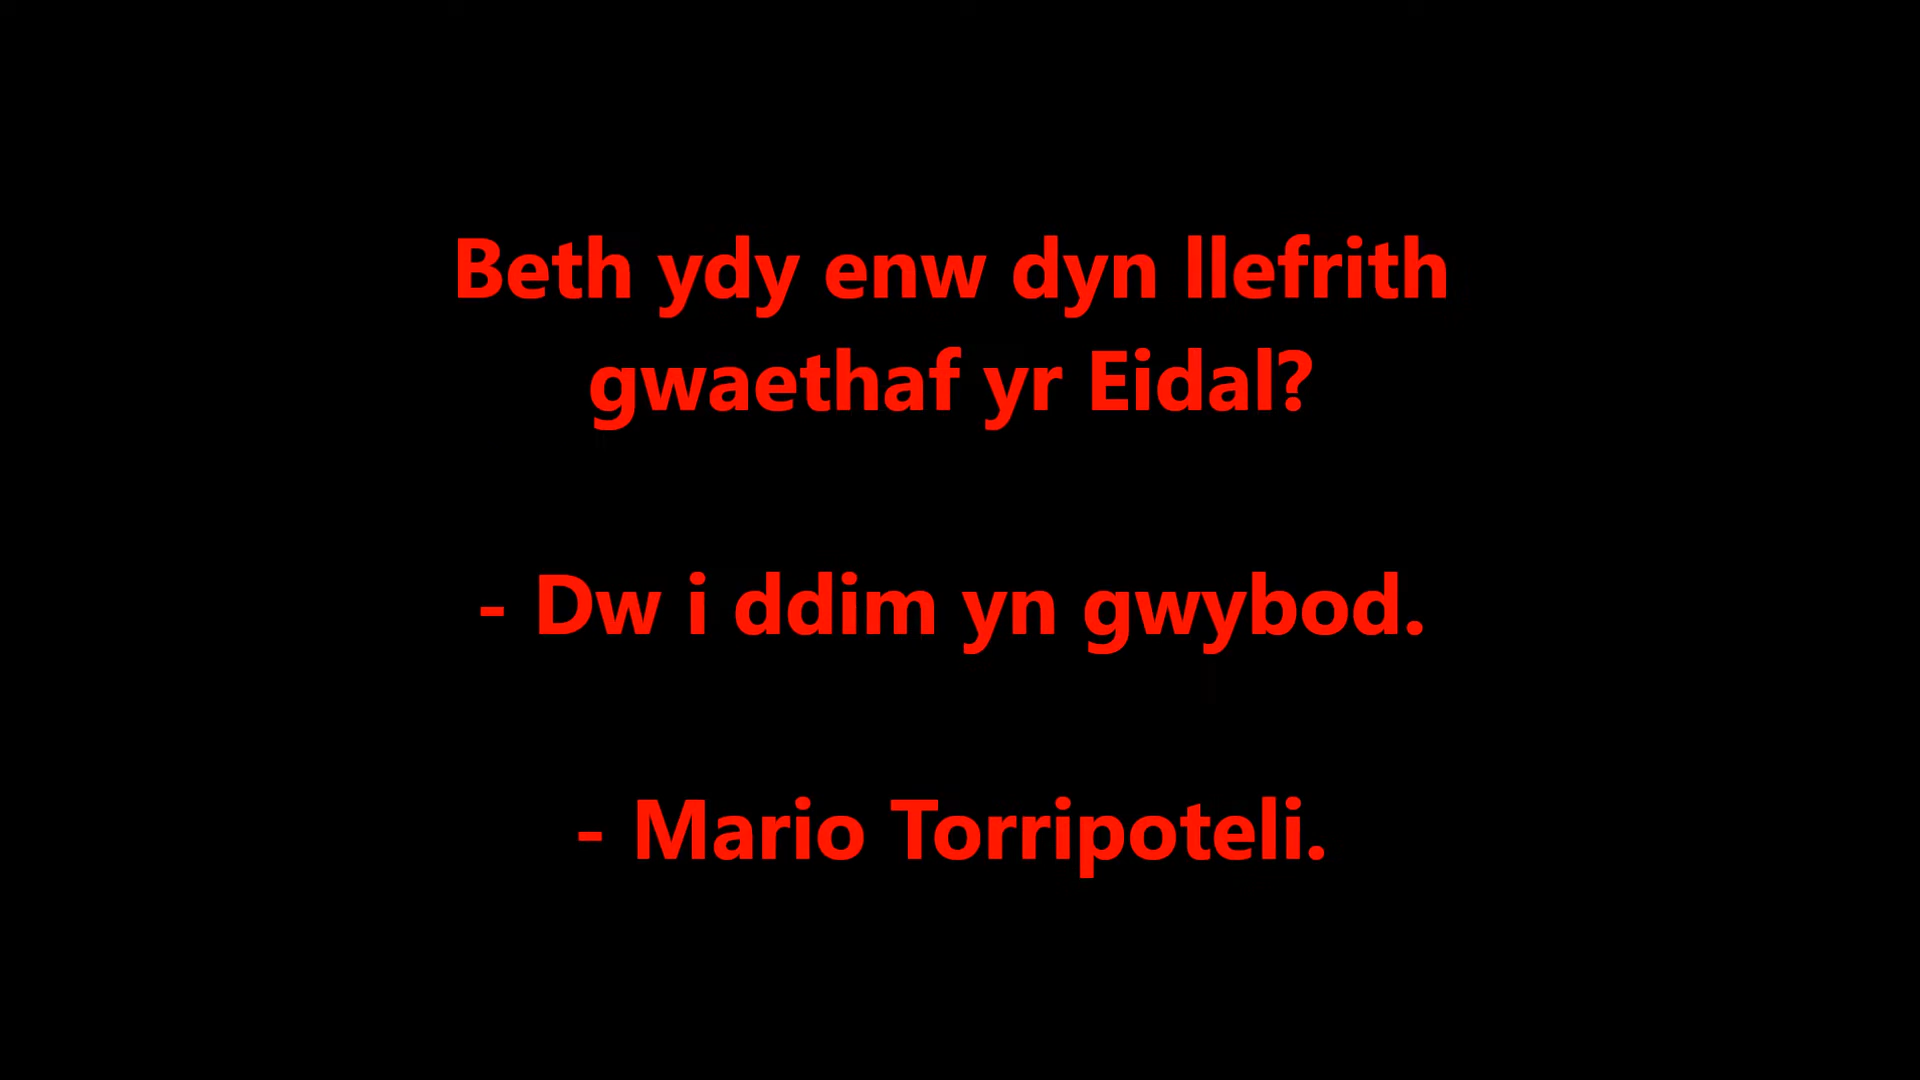 Beth ydy enw dyn llefrith
gwaethaf yr Eidal?
- Dw i ddim yn gwybod.
- Mario Torripoteli.